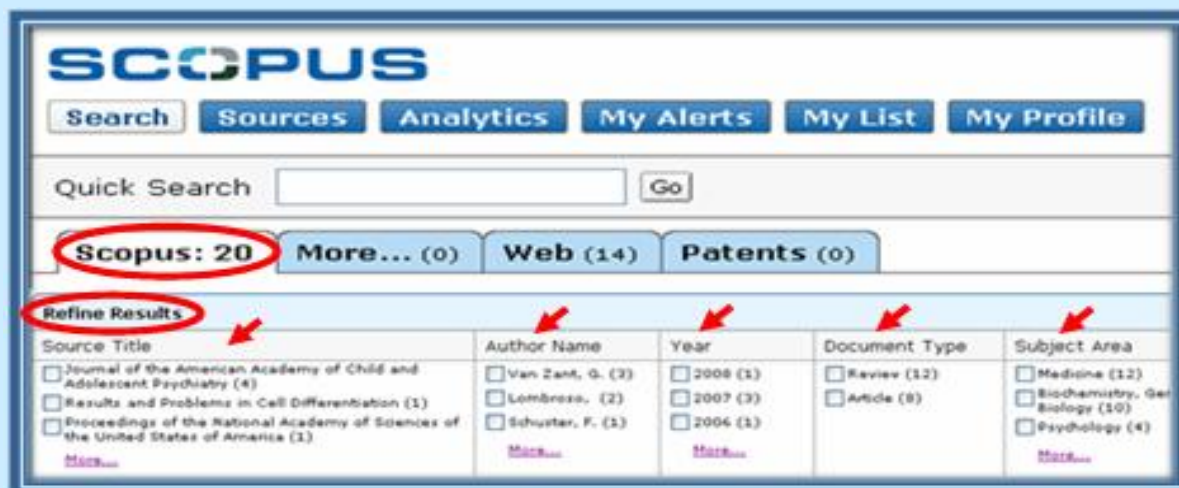 SCOPUS
Search Sources Analytics My Alerts My List My Profile
Quick Search Go
Scopus: 20 More... (0) Web (14) Patents (0)
Refine Results
Source Title Author Name Year Document Type Subject Area
Journal of the American Academy of Child and
Adolescent Psychiatry (4)
Results and Problems in Cell Differentiation (1)
Proceedings of the National Academy of Sciences of
the United States of America (1)
More...
Van Zant, G. (3)
Lombroso, (2)
Schuster, F. (1)
More...
2008 (1)
2007 (3)
2006 (1)
More...
Review (12)
Article (8)
Medicine (12)
Biochemistry, Gen
Biology (10)
Psychology (4)
More...